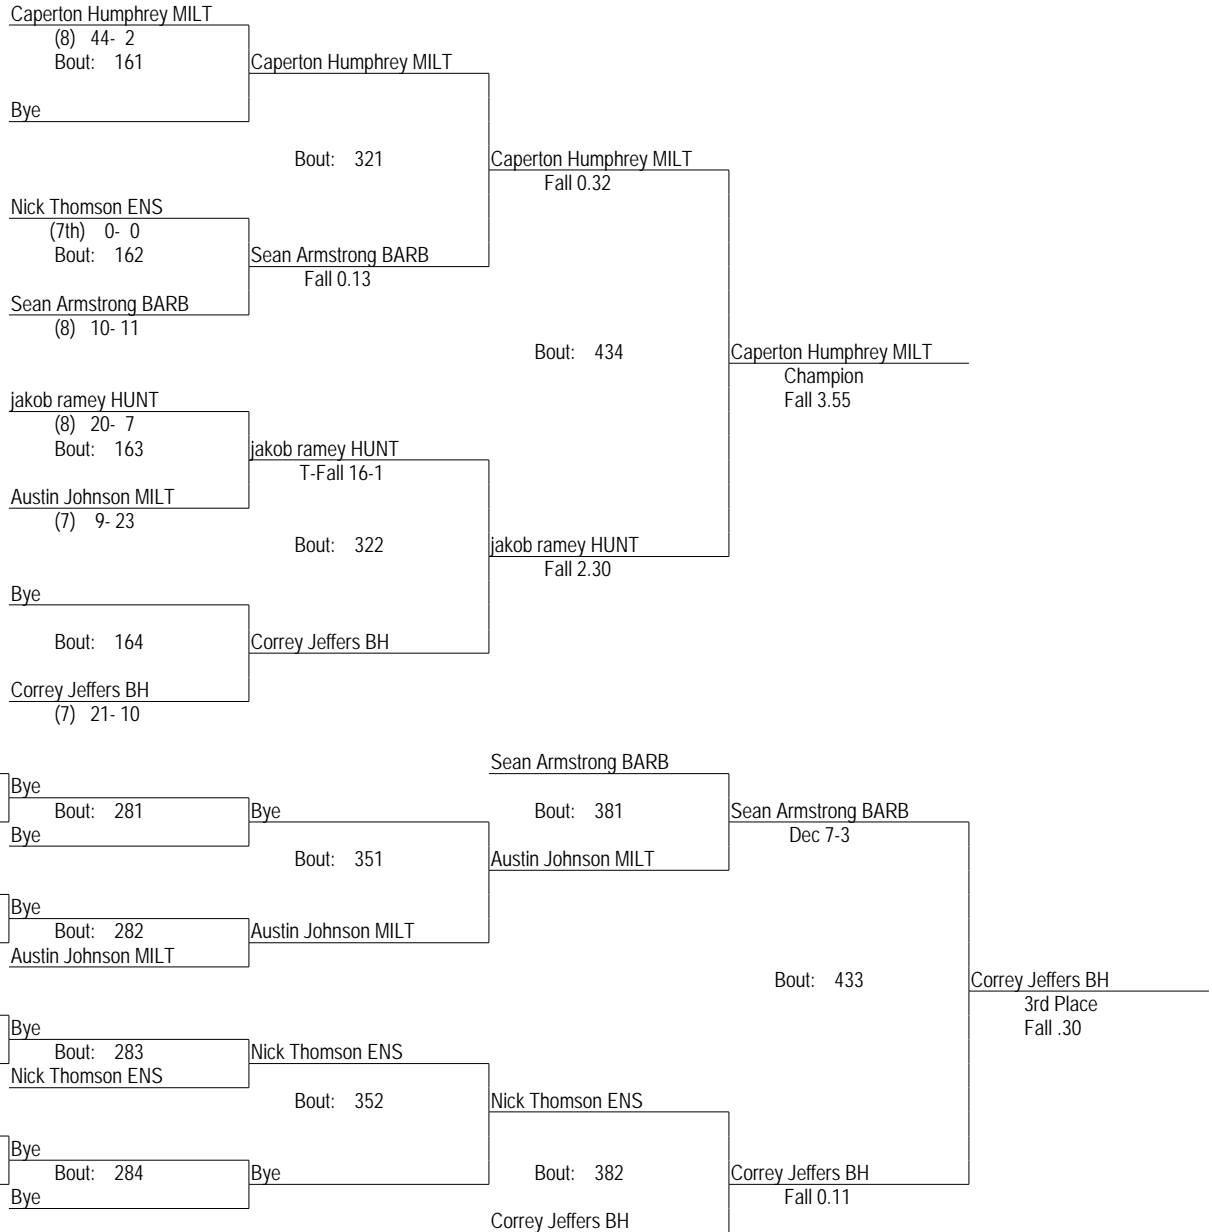 Caperton Humphrey MILT
(8) 44- 2
Bout: 161
Caperton Humphrey MILT
Bye
Bout: 321
Caperton Humphrey MILT
Fall 0.32
Nick Thomson ENS
(7th) 0- 0
Bout: 162
Sean Armstrong BARB
Fall 0.13
Sean Armstrong BARB
(8) 10- 11
Bout: 434
Caperton Humphrey MILT
Champion
Fall 3.55
jakob ramey HUNT
(8) 20- 7
Bout: 163
jakob ramey HUNT
T-Fall 16-1
Austin Johnson MILT
(7) 9- 23
Bout: 322
jakob ramey HUNT
Fall 2.30
Bye
Bout: 164
Correy Jeffers BH
Correy Jeffers BH
(7) 21- 10
Sean Armstrong BARB
Bye
Bout: 281
Bye
Bout: 381
Sean Armstrong BARB
Dec 7-3
Bye
Bout: 351
Austin Johnson MILT
Bye
Bout: 282
Austin Johnson MILT
Austin Johnson MILT
Bout: 433
Correy Jeffers BH
3rd Place
Fall .30
Bye
Bout: 283
Nick Thomson ENS
Nick Thomson ENS
Bout: 352
Nick Thomson ENS
Bye
Bout: 284
Bye
Bout: 382
Correy Jeffers BH
Fall 0.11
Bye
Correy Jeffers BH